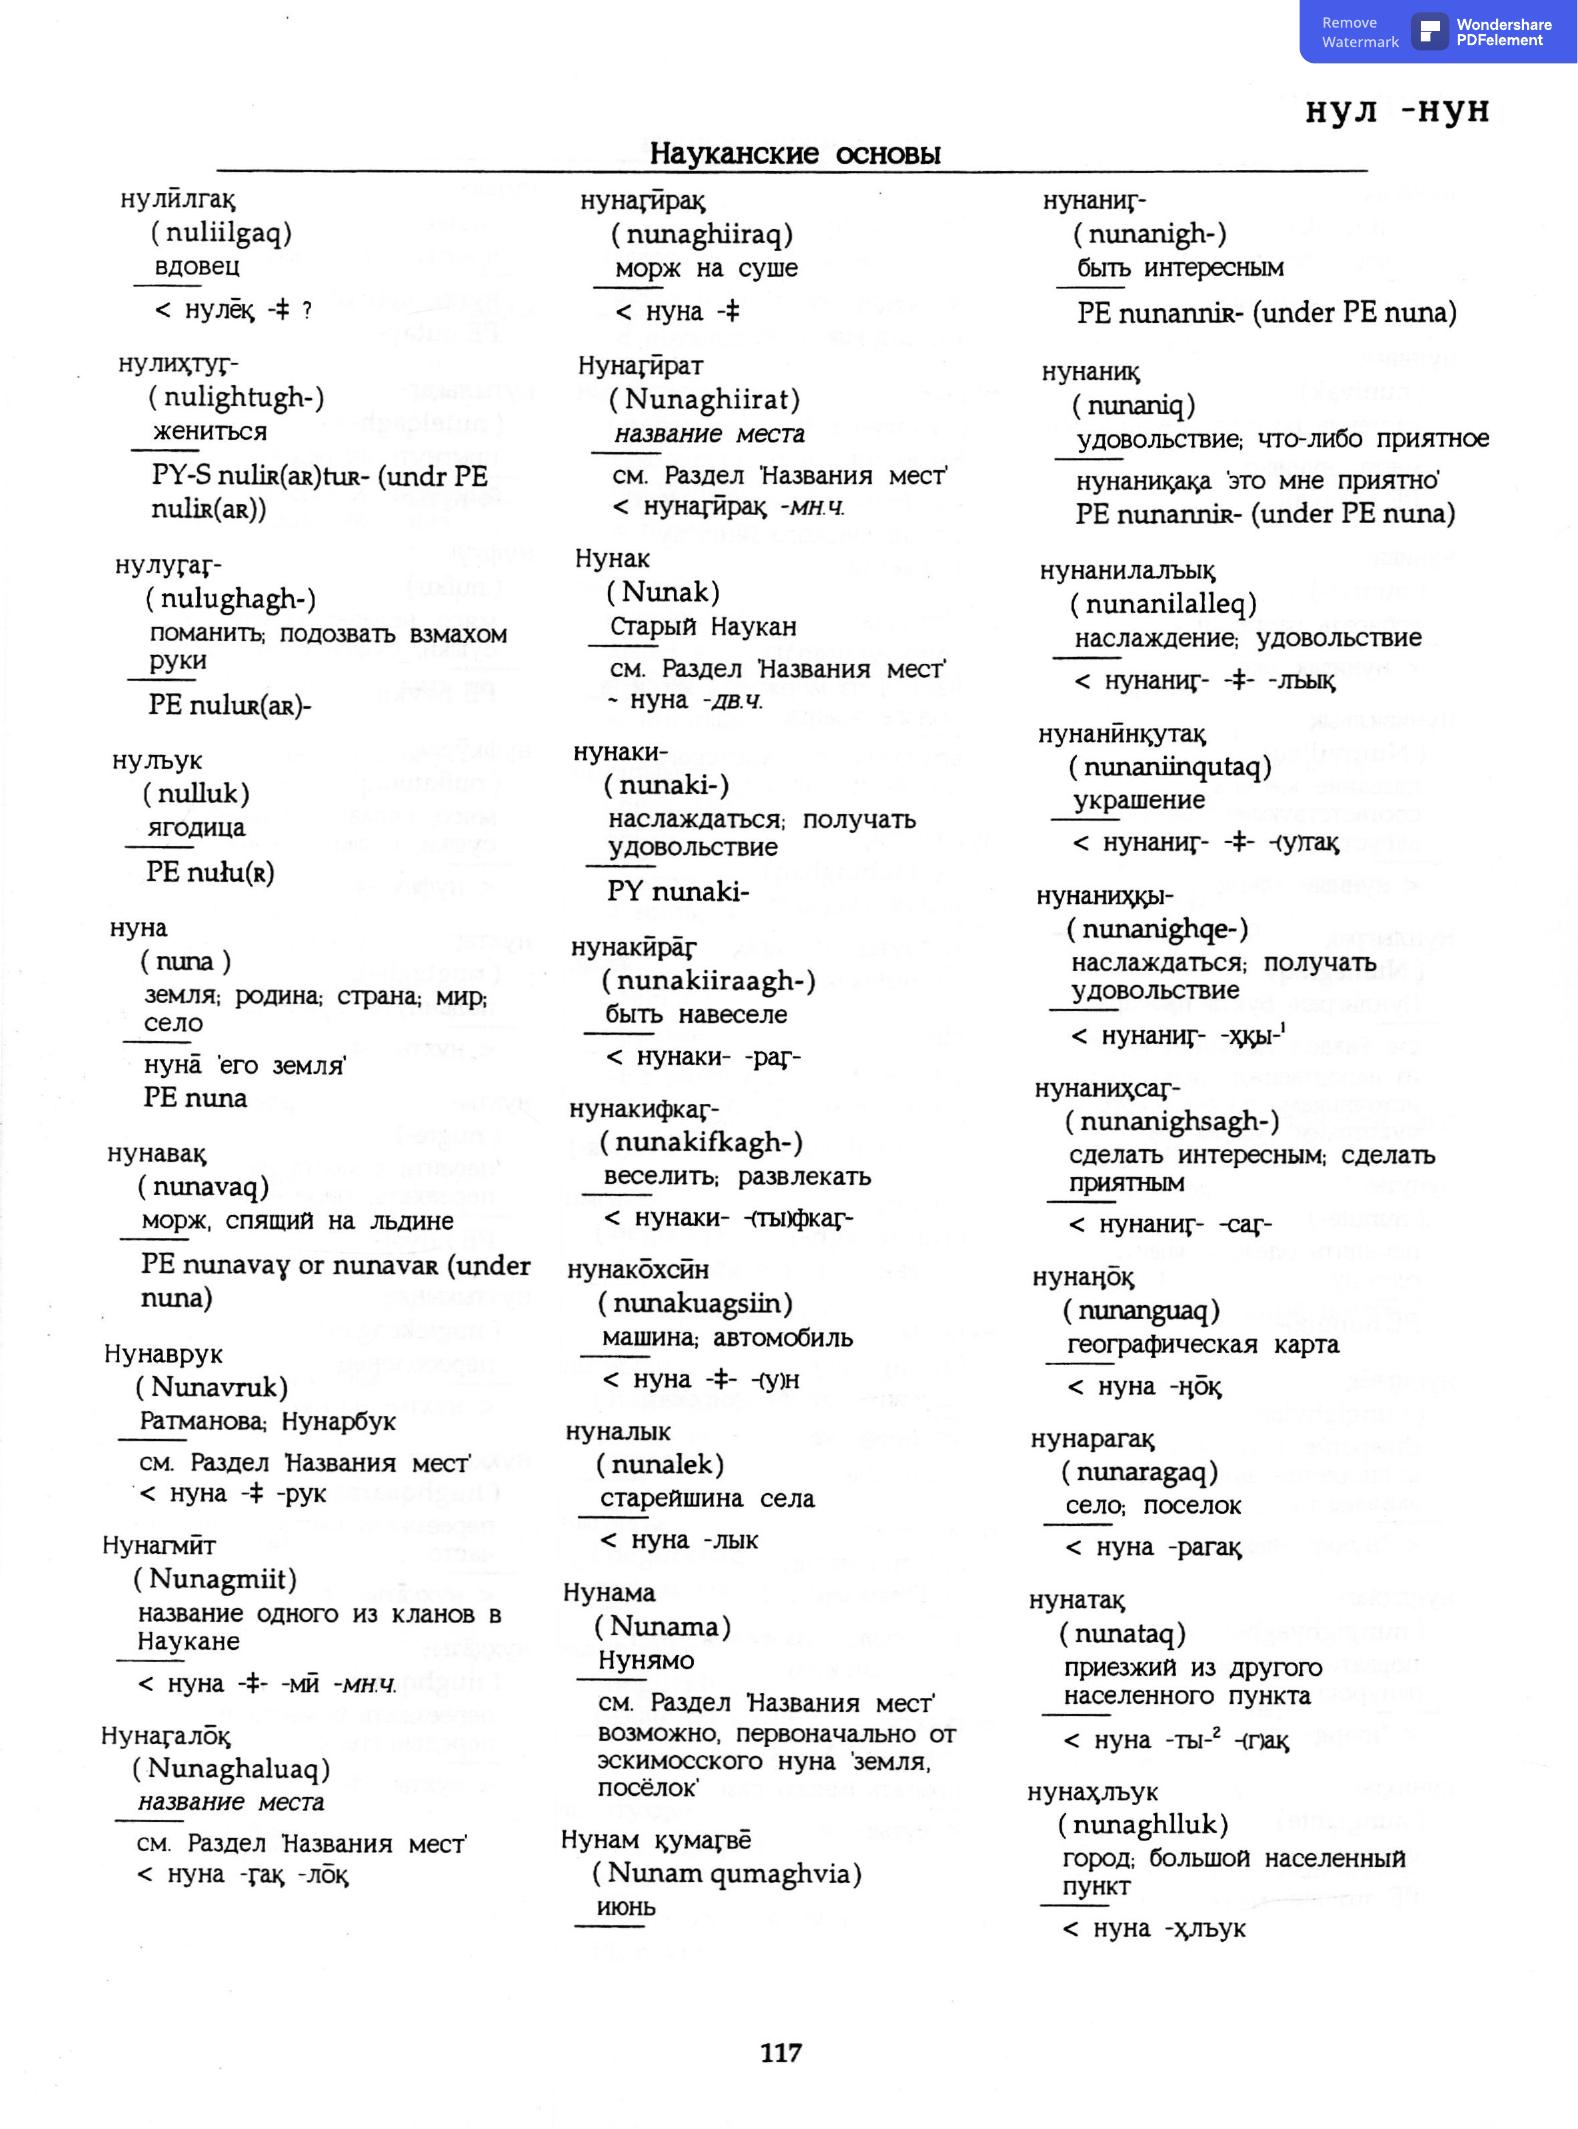 Remove
Watermark
Wondershare
PDFelement
нул -нун
Науканские основы
нулӣлгақ
( nuliilgaq)
вдовец
< нулēқ -‡ ?
нулиҳтуӷ-
( nulightugh-)
жениться
PY-S nuliʀ(aʀ)tuʀ- (undr PE
nuliʀ(aʀ))
нулуӷаӷ-
( nulughagh-)
поманить; подозвать взмахом
руки
PE nuluʀ(aʀ)-
нулъук
( nulluk)
ягодица
PE nułu(ʀ)
нуна
( nuna )
земля; родина; страна; мир;
село
нунā 'его земля'
PE nuna
нунавақ
( nunavaq)
морж, спящий на льдине
PE nunavaɣ or nunavaʀ (under
nuna)
Нунаврук
( Nunavruk)
Ратманова; Нунарбук
см. Раздел 'Названия мест'
< нуна -‡ -рук
Нунагмӣт
( Nunagmiit)
название одного из кланов в
Наукане
< нуна -‡- -мӣ -мн.ч.
Нунаӷалōқ
( Nunaghaluaq)
название места
см. Раздел 'Названия мест'
< нуна -ӷақ -лōқ
нунаӷӣрақ
( nunaghiiraq)
морж на суше
< нуна -‡
Нунаӷӣрат
( Nunaghiirat)
название места
см. Раздел 'Названия мест'
< нунаӷӣрақ -мн.ч.
Нунак
( Nunak)
Старый Наукан
см. Раздел 'Названия мест'
~ нуна -дв.ч.
нунаки-
( nunaki-)
наслаждаться; получать
удовольствие
PY nunaki-
нунакӣрāӷ
( nunakiiraagh-)
быть навеселе
< нунаки- -раӷ-
нунакифкаӷ-
( nunakifkagh-)
веселить; развлекать
< нунаки- -(ты)фкаӷ-
нунакōхсӣн
( nunakuagsiin)
машина; автомобиль
< нуна -‡- -(у)н
нуналык
( nunalek)
старейшина села
< нуна -лык
Нунама
( Nunama)
Нунямо
см. Раздел 'Названия мест'
возможно, первоначально от
эскимосского нуна 'земля,
посёлок'
Нунам қумаӷвē
( Nunam qumaghvia)
июнь
нунаниӷ-
( nunanigh-)
быть интересным
PE nunanniʀ- (under PE nuna)
нунаниқ
( nunaniq)
удовольствие; что-либо приятное
нунаниқақа 'это мне приятно'
PE nunanniʀ- (under PE nuna)
нунанилалъық
( nunanilalleq)
наслаждение; удовольствие
< нунаниӷ- -‡- -лъық
нунанӣнқутақ
( nunaniinqutaq)
украшение
< нунаниӷ- -‡- -(у)тақ
нунаниҳқы-
( nunanighqe-)
наслаждаться; получать
удовольствие
< нунаниӷ- -ҳқы-¹
нунаниҳсаӷ-
( nunanighsagh-)
сделать интересным; сделать
приятным
< нунаниӷ- -саӷ-
нунаңōқ
( nunanguaq)
географическая карта
< нуна -ңōқ
нунарагақ
( nunaragaq)
село; поселок
< нуна -рагақ
нунатақ
( nunataq)
приезжий из другого
населенного пункта
< нуна -ты-² -(г)ақ
нунаҳлъук
( nunaghlluk)
город; большой населенный
пункт
< нуна -ҳлъук
117